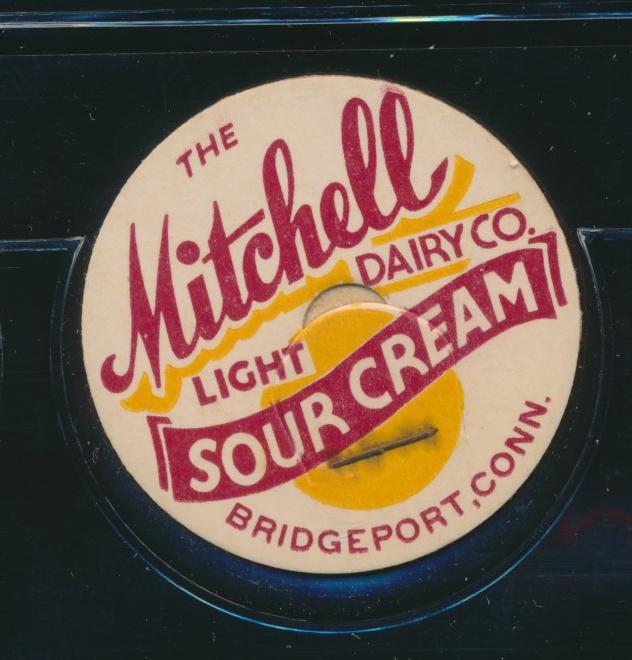 THE
Mitchell
DAIRY CO.
LIGHT
SOUR CREAM
BRIDGEPORT, CONN.